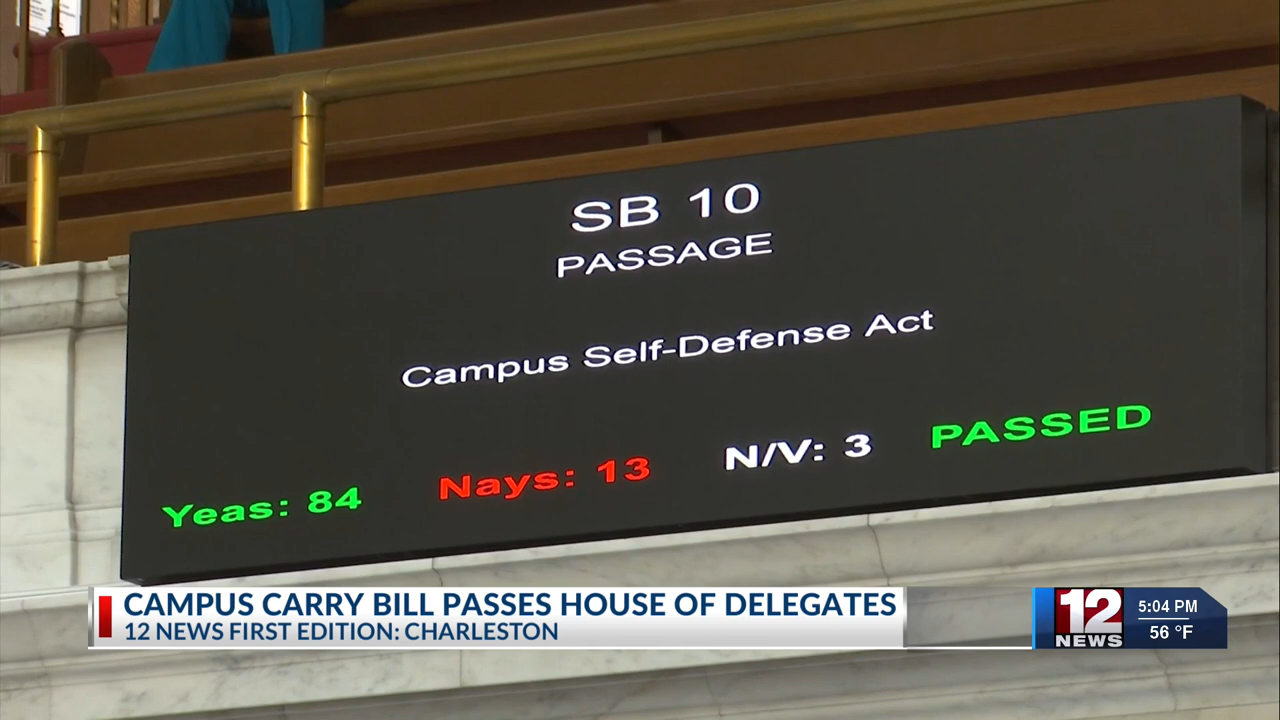 SB 10
PASSAGE
Campus Self-Defense Act
Yeas: 84 Nays: 13 N/V: 3 PASSED
CAMPUS CARRY BILL PASSES HOUSE OF DELEGATES
12 NEWS FIRST EDITION: CHARLESTON
12
NEWS
5:04 PM
56 °F